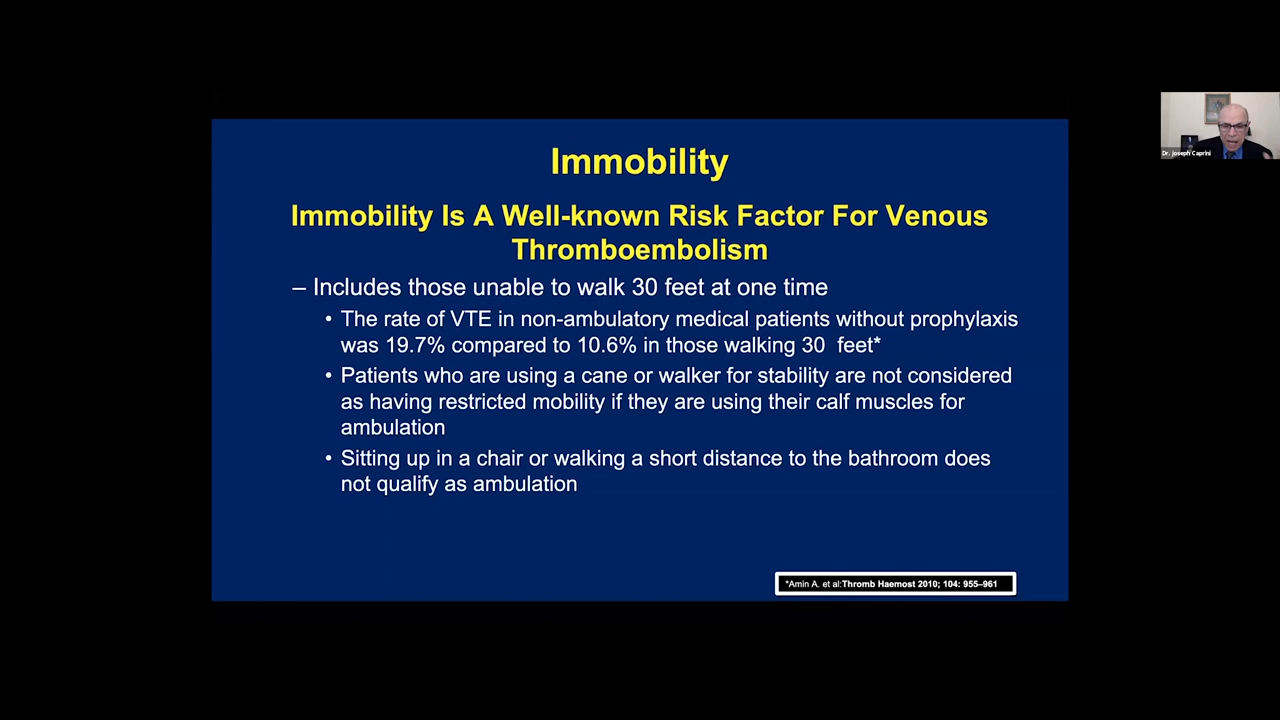 Immobility
Immobility Is A Well-known Risk Factor For Venous
Thromboembolism
– Includes those unable to walk 30 feet at one time
• The rate of VTE in non-ambulatory medical patients without prophylaxis
was 19.7% compared to 10.6% in those walking 30 feet*
• Patients who are using a cane or walker for stability are not considered
as having restricted mobility if they are using their calf muscles for
ambulation
• Sitting up in a chair or walking a short distance to the bathroom does
not qualify as ambulation
*Amin A. et al:Thromb Haemost 2010; 104: 955–961
Dr. joseph Caprini